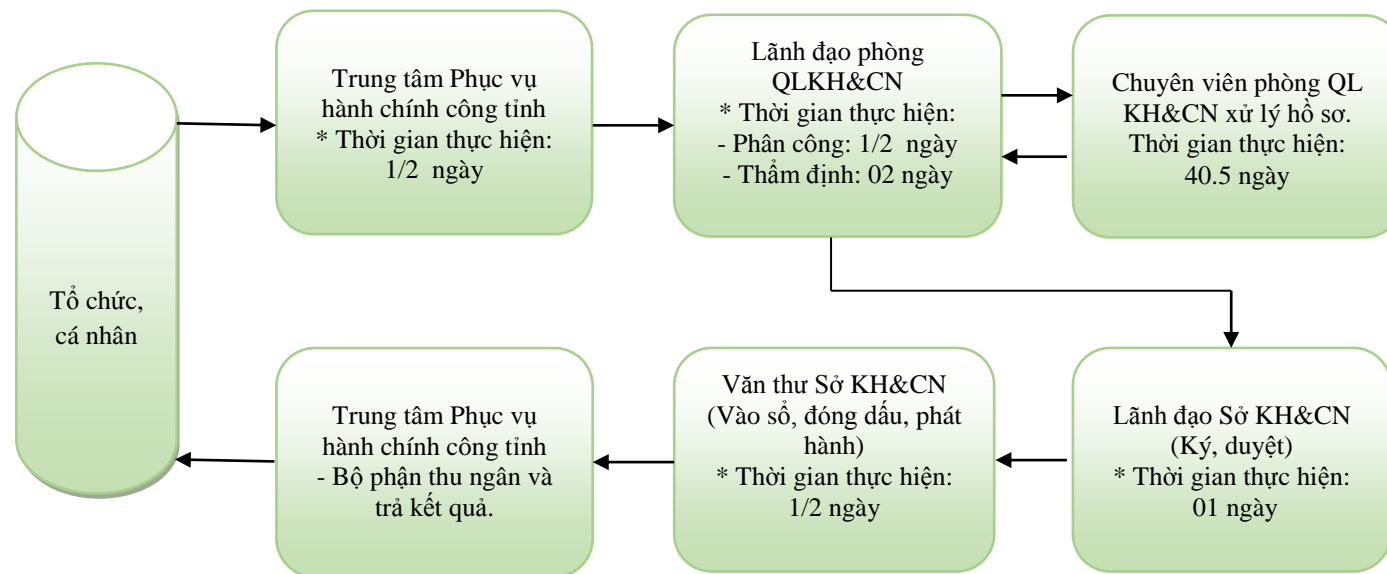 Trung tâm Phục vụ
hành chính công tỉnh
* Thời gian thực hiện:
1/2 ngày
Lãnh đạo phòng
QLKH&CN
* Thời gian thực hiện:
- Phân công: 1/2 ngày
- Thẩm định: 02 ngày
Chuyên viên phòng QL
KH&CN xử lý hồ sơ.
Thời gian thực hiện:
40.5 ngày
Tổ chức,
cá nhân
Trung tâm Phục vụ
hành chính công tỉnh
- Bộ phận thu ngân và
trả kết quả.
Văn thư Sở KH&CN
(Vào sổ, đóng dấu, phát
hành)
* Thời gian thực hiện:
1/2 ngày
Lãnh đạo Sở KH&CN
(Ký, duyệt)
* Thời gian thực hiện:
01 ngày